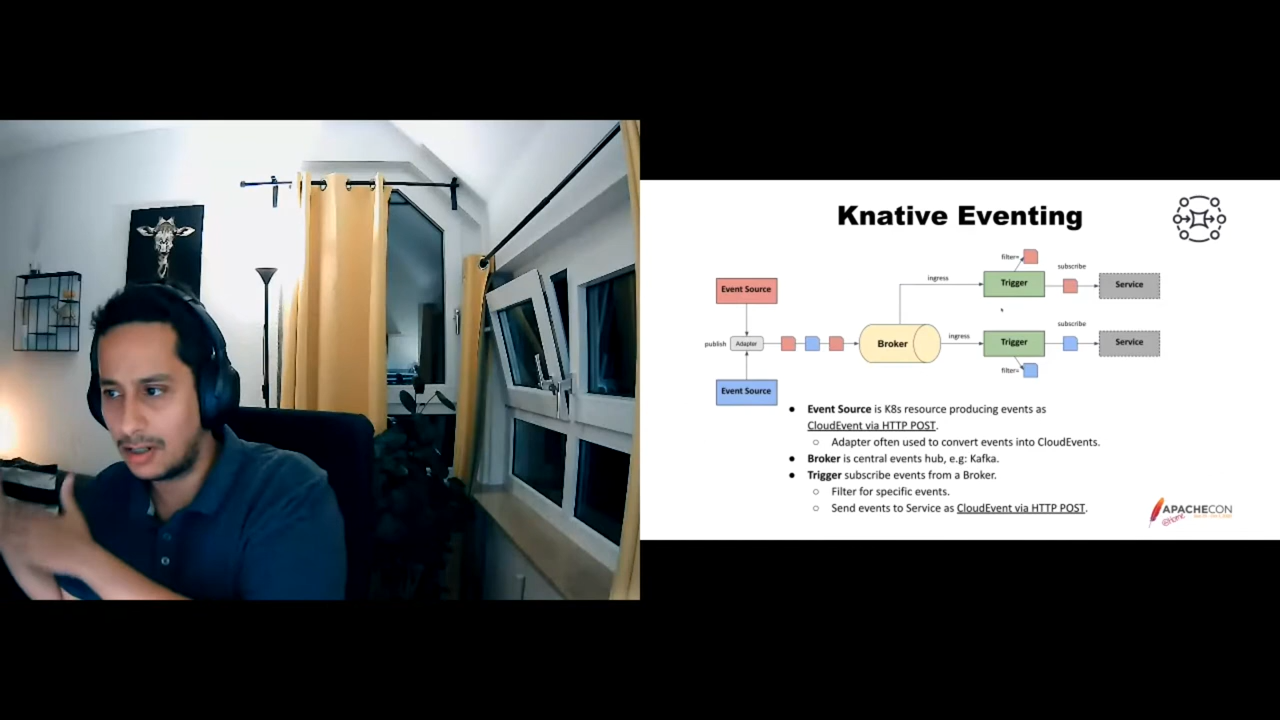 Knative Eventing
filter=
ingress
subscribe
Event Source
Trigger
Service
publish
Adapter
Broker
ingress
subscribe
Trigger
Service
filter=
Event Source
● Event Source is K8s resource producing events as
CloudEvent via HTTP POST.
○ Adapter often used to convert events into CloudEvents.
● Broker is central events hub, e.g: Kafka.
● Trigger subscribe events from a Broker.
○ Filter for specific events.
○ Send events to Service as CloudEvent via HTTP POST.
APACHECON
@Home